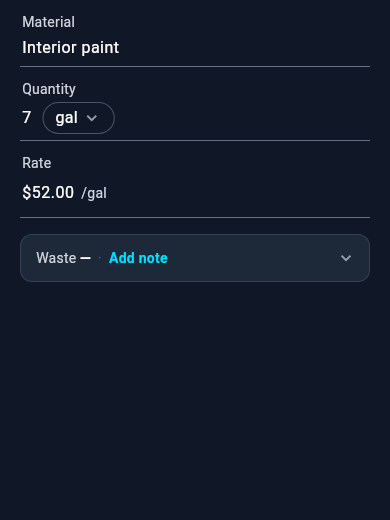 Material
Interior paint
Quantity
7 gal
Rate
$52.00 /gal
Waste – · Add note